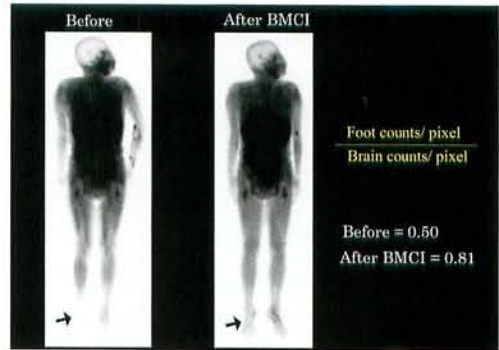 Before
After BMCI
Foot counts/ pixel
Brain counts/ pixel
Before = 0.50
After BMCI = 0.81